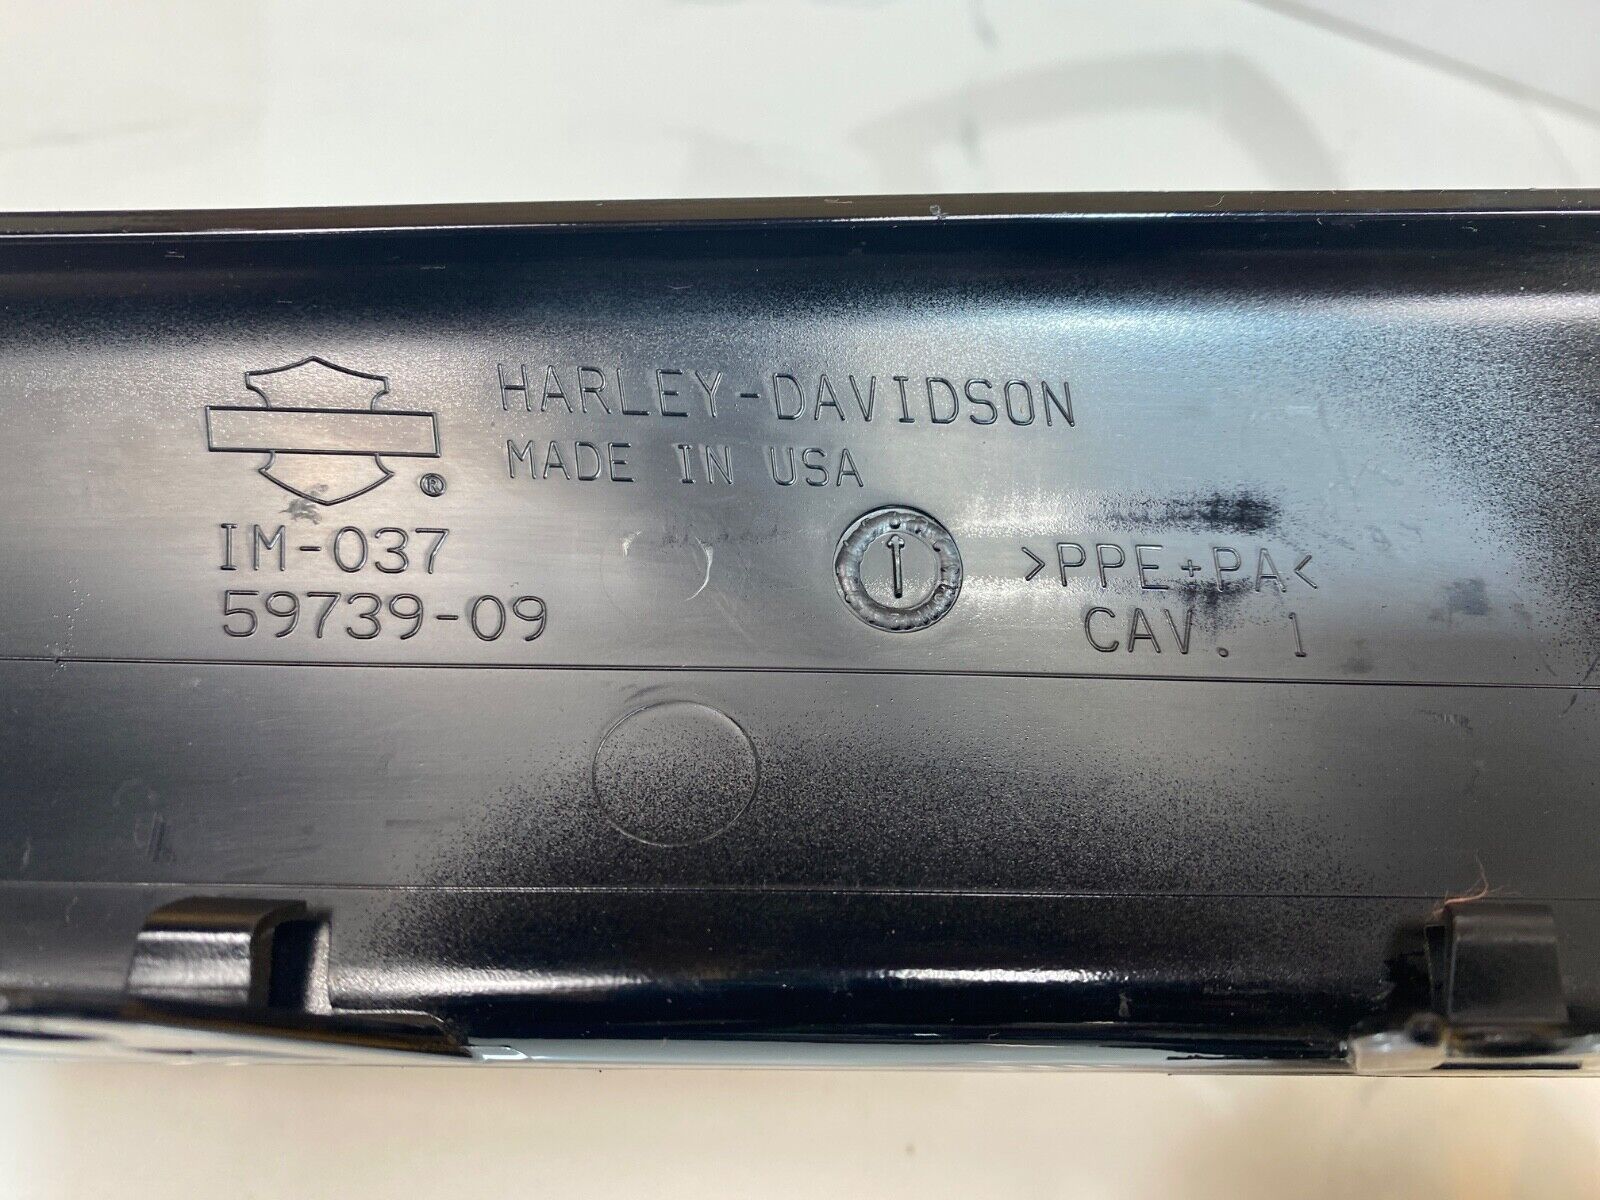 HARLEY-DAVIDSON
MADE IN USA
®
IM-037
59739-09
>PPE+PA<
CAV. 1